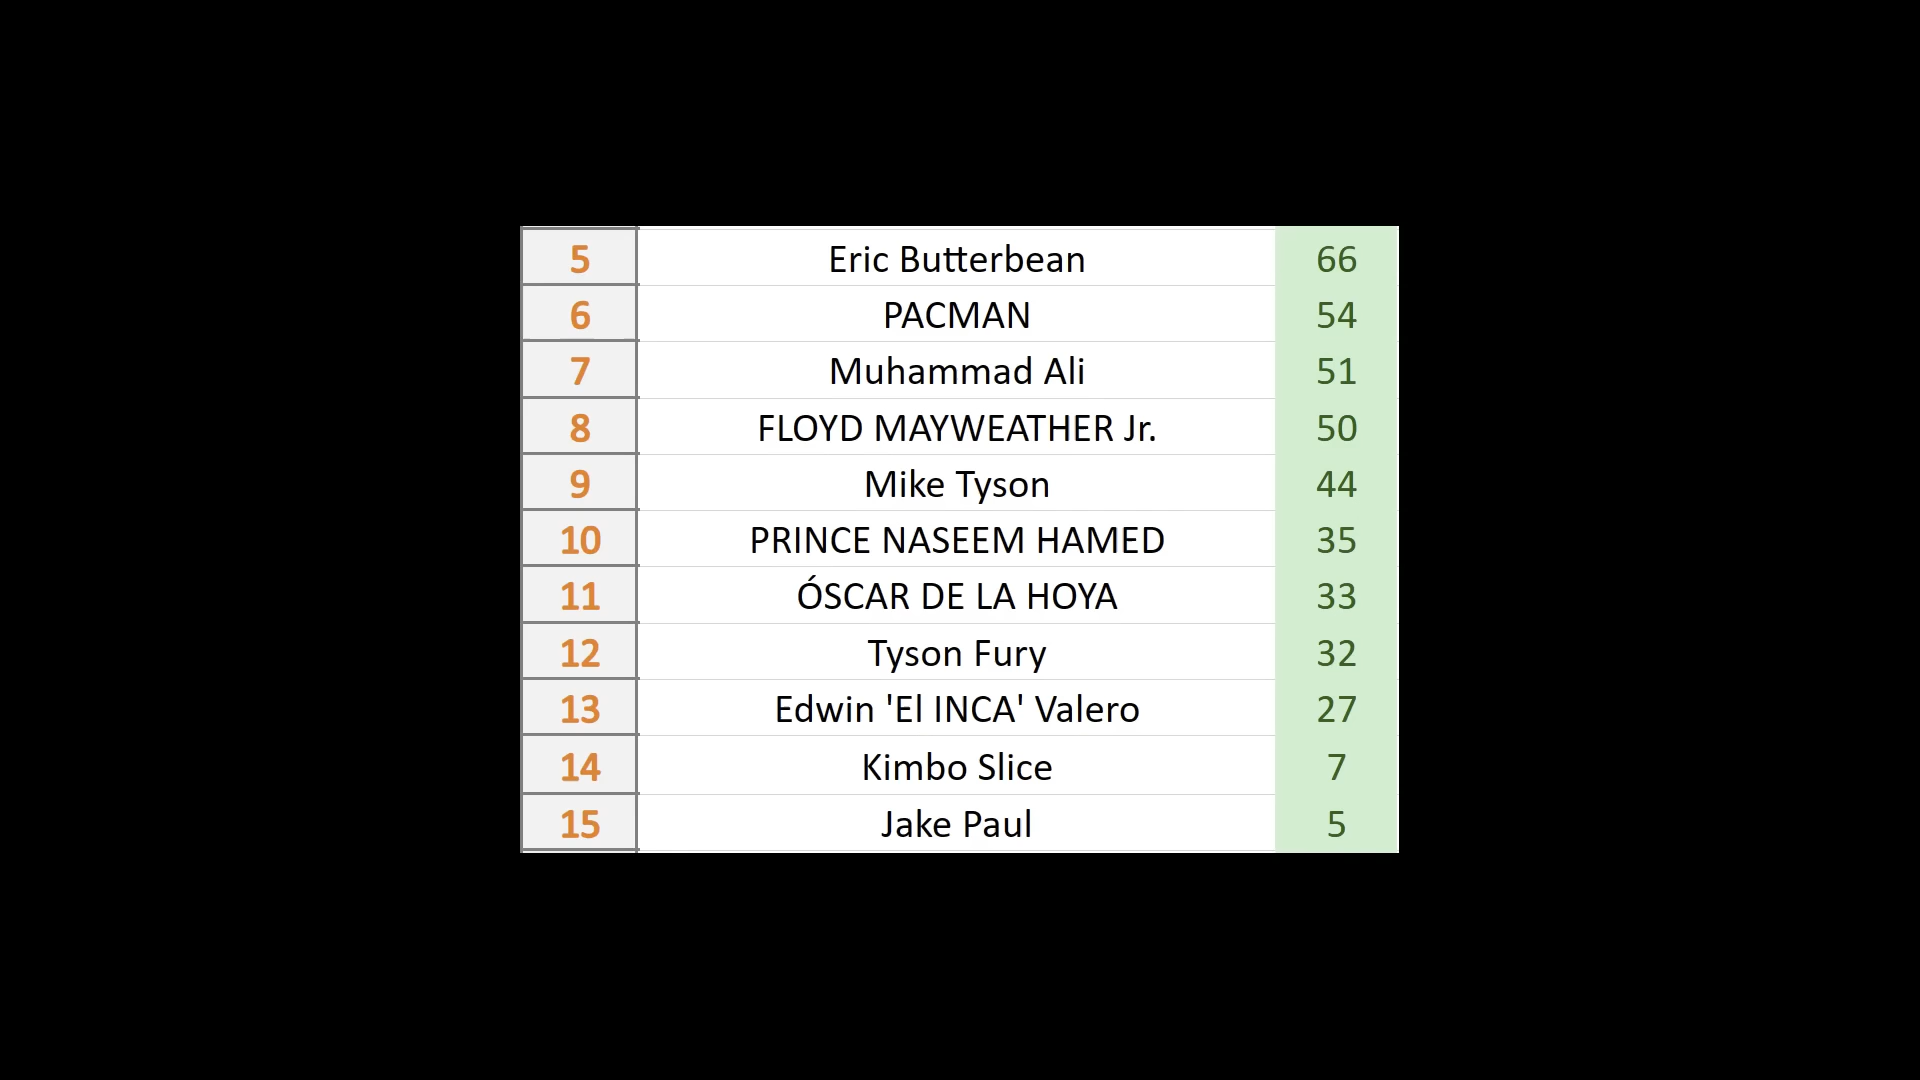 5 Eric Butterbean 66
6 PACMAN 54
7 Muhammad Ali 51
8 FLOYD MAYWEATHER Jr. 50
9 Mike Tyson 44
10 PRINCE NASEEM HAMED 35
11 ÓSCAR DE LA HOYA 33
12 Tyson Fury 32
13 Edwin 'El INCA' Valero 27
14 Kimbo Slice 7
15 Jake Paul 5